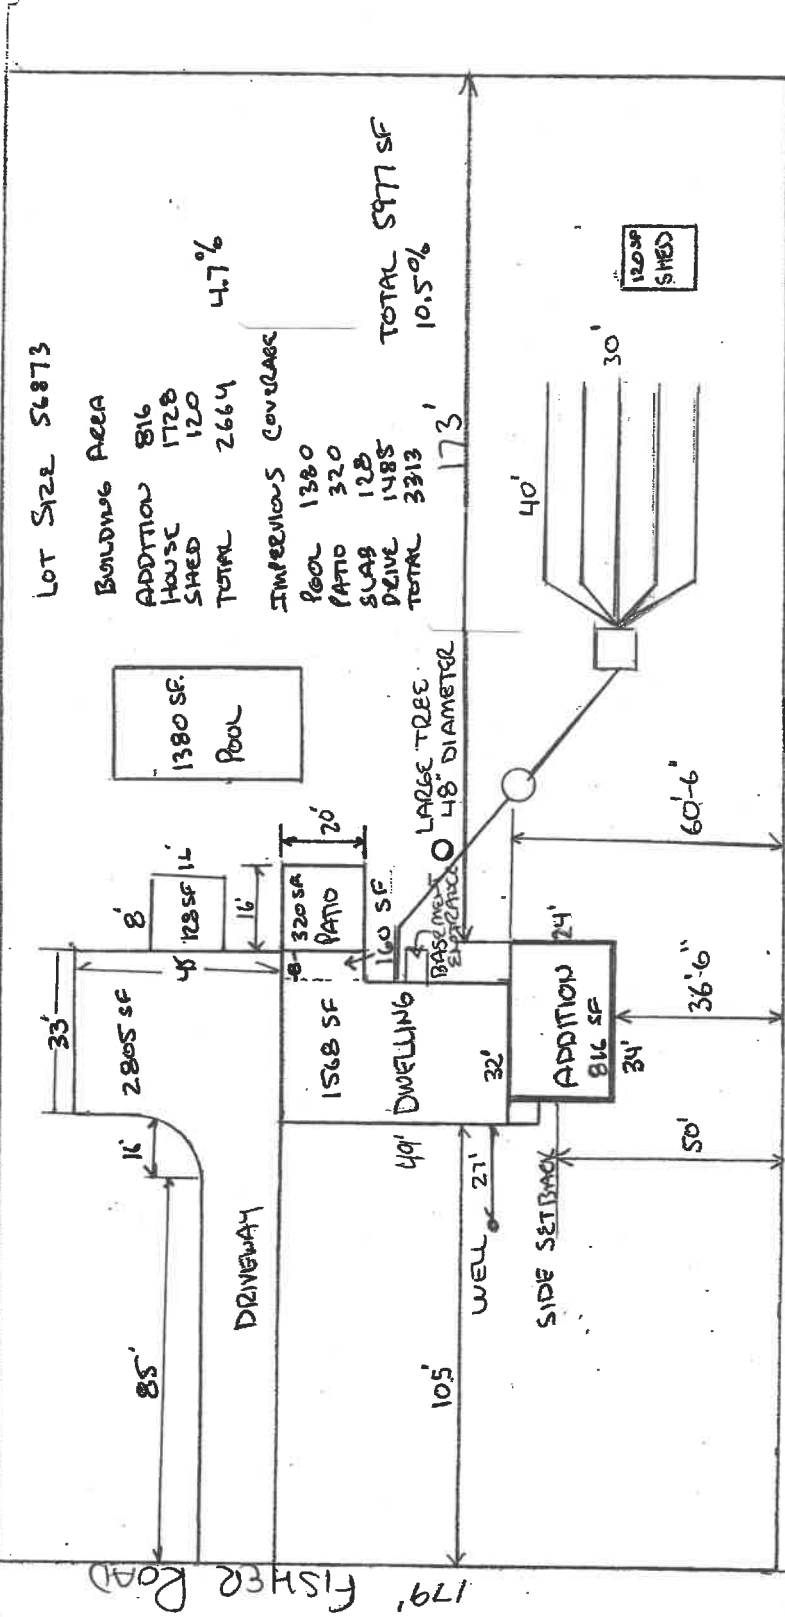 LOT SIZE 56873
BUILDING AREA
ADDITION 816
HOUSE 1728
SHED 120
TOTAL 2664 4.7%
IMPERVIOUS COVERAGE
POOL 1380
PATIO 320
SLAB 128
DRIVE 1485
TOTAL 3313
TOTAL 5977 SF
10.5%
1380 SF.
POOL
33'
2805 SF
45
8'
128 SF
16'
16'
16'
8
320 SF
PATIO
20'
160 SF
85'
DRIVEWAY
1568 SF
DWELLING
49'
32'
BASEMENT
ENTRANCE
LARGE TREE
48" DIAMETER
173'
105'
WELL
27'
SIDE SETBACK
ADDITION
816 SF
24'
34'
50'
36'-6"
60'-6"
40'
30'
120 SF
SHED
179' FISHER ROAD